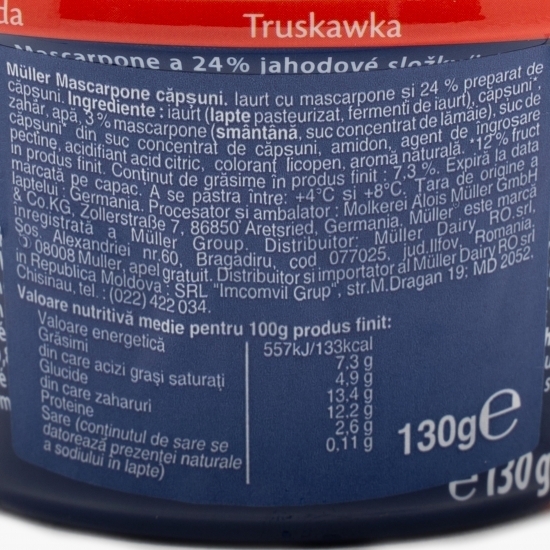 da
Truskawka
Mascarpone a 24% jahodové složky
Müller Mascarpone căpșuni. Iaurt cu mascarpone și 24 % preparat de
căpșuni. Ingrediente : iaurt (lapte pasteurizat, fermenți de iaurt), căpșuni*,
zahăr, apă, 3 % mascarpone (smântână, suc concentrat de lămâie), suc de
căpșuni* din suc concentrat de căpșuni, amidon, agent de îngroșare
pectine, acidifiant acid citric, colorant licopen, aromă naturală. *12 % fruct
în produs finit. Conținut de grăsime în produs finit : 7,3 %. Expiră la data
marcată pe capac. A se păstra între: +4°C și +8°C. Țara de origine a
laptelui : Germania. Procesator și ambalator : Molkerei Alois Müller GmbH
& Co.KG, Zollerstraße 7, 86850 Aretsried, Germania. Müller este marcă
înregistrată Müller Group. Distribuitor: Müller Dairy RO.srl,
Șos. Alexandriei nr.60, Bragadiru, cod 077025, jud.Ilfov, Romania,
08008 Muller, apel gratuit. Distribuitor și importator al Müller Dairy RO srl
in Republica Moldova : SRL "Imcomvil Grup", str.M.Dragan 19: MD 2052,
Chisinau, tel. : (022) 422 034.
Valoare nutritivă medie pentru 100g produs finit:
Valoare energetică 557kJ/133kcal
Grăsimi 7,3 g
din care acizi grași saturați 4,9 g
Glucide 13,4 g
din care zaharuri 12,2 g
Proteine 2,6 g
Sare (conținutul de sare se 0,11 g
datorează prezenței naturale
a sodiului în lapte)
130g℮
℮ 130g